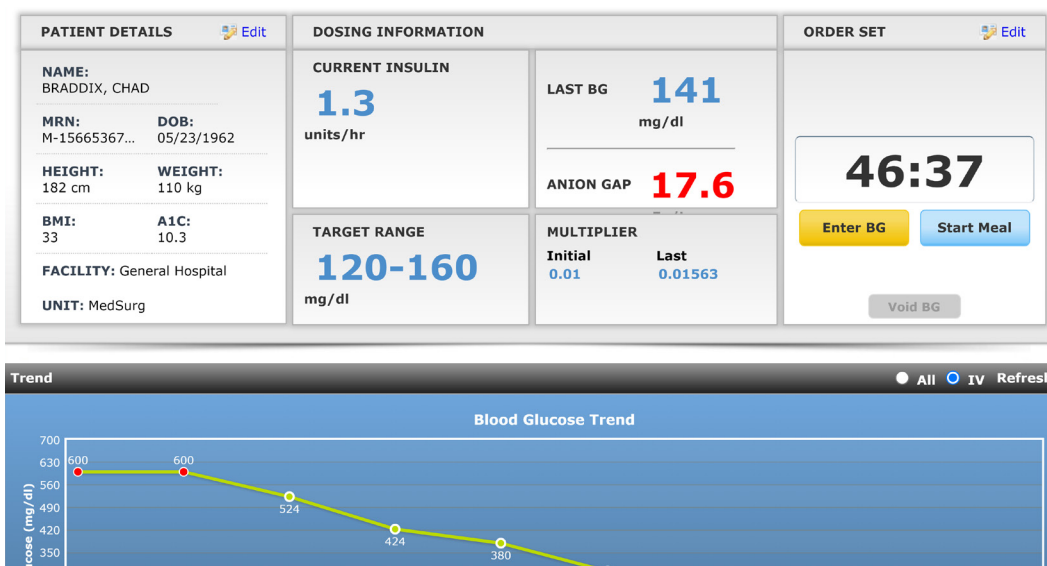 PATIENT DETAILS Edit
NAME:
BRADDIX, CHAD
MRN: DOB:
M-15665367... 05/23/1962
HEIGHT: WEIGHT:
182 cm 110 kg
BMI: A1C:
33 10.3
FACILITY: General Hospital
UNIT: MedSurg
DOSING INFORMATION
CURRENT INSULIN
1.3
units/hr
LAST BG 141
mg/dl
ANION GAP 17.6
TARGET RANGE
120-160
mg/dl
MULTIPLIER
Initial Last
0.01 0.01563
ORDER SET Edit
46:37
Enter BG Start Meal
Void BG
Trend All IV Refresh
Blood Glucose Trend
700
630
560
490
420
350
(mg/dl)
600 600
524
424
380